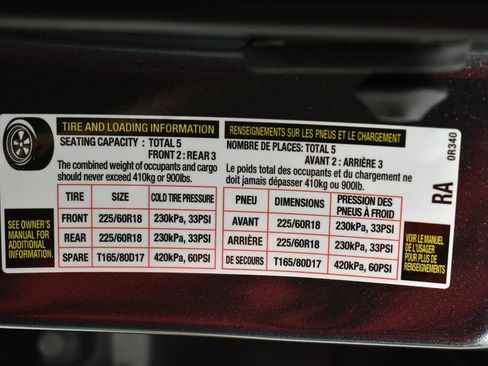 TIRE AND LOADING INFORMATION
SEATING CAPACITY : TOTAL 5
FRONT 2 : REAR 3
The combined weight of occupants and cargo
should never exceed 410kg or 900lbs.
SEE OWNER'S
MANUAL FOR
ADDITIONAL
INFORMATION.
TIRE SIZE COLD TIRE PRESSURE
FRONT 225/60R18 230kPa, 33PSI
REAR 225/60R18 230kPa, 33PSI
SPARE T165/80D17 420kPa, 60PSI
RENSEIGNEMENTS SUR LES PNEUS ET LE CHARGEMENT
NOMBRE DE PLACES: TOTAL 5
AVANT 2 : ARRIÈRE 3
Le poids total des occupants et du chargement ne
doit jamais dépasser 410kg ou 900lb.
PNEU DIMENSIONS PRESSION DES
PNEUS À FROID
AVANT 225/60R18 230kPa, 33PSI
ARRIÈRE 225/60R18 230kPa, 33PSI
DE SECOURS T165/80D17 420kPa, 60PSI
VOIR LE MANUEL
DE L'USAGER
POUR PLUS DE
RENSEIGNEMENTS
0R340
RA